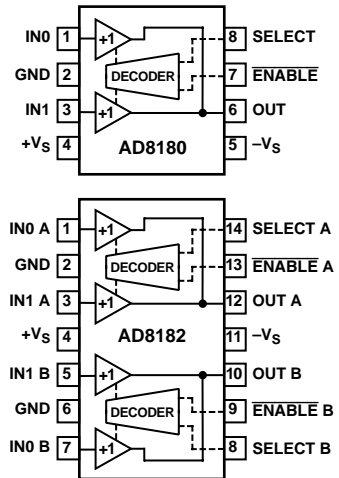 IN0 1 +1 8 SELECT
GND 2 DECODER 7 ENABLE
IN1 3 +1 6 OUT
+VS 4 AD8180 5 –VS
IN0 A 1 +1 14 SELECT A
GND 2 DECODER 13 ENABLE A
IN1 A 3 +1 12 OUT A
+VS 4 AD8182 11 –VS
IN1 B 5 +1 10 OUT B
GND 6 DECODER 9 ENABLE B
IN0 B 7 +1 8 SELECT B